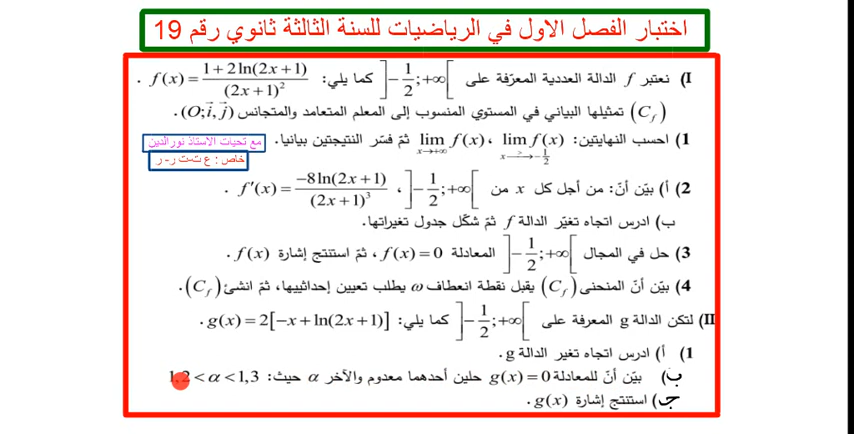 اختبار الفصل الاول في الرياضيات للسنة الثالثة ثانوي رقم 19
I) نعتبر f الدالة العددية المعرّفة على ]-1/2;+∞[ كما يلي: f(x)=(1+2ln(2x+1))/(2x+1)² .
(C_f) تمثيلها البياني في المستوي المنسوب إلى المعلم المتعامد والمتجانس (O;i⃗,j⃗).
1) احسب النهايتين: lim f(x) x→>-1/2 ، lim f(x) x→+∞ ثمّ فسّر النتيجتين بيانيا.
مع تحيات الاستاذ نورالدين
خاص : ع ت-ت ر- ر
2) أ) بيّن أنّ: من أجل كل x من ]-1/2;+∞[ ، f'(x)=(-8ln(2x+1))/(2x+1)³ .
ب) ادرس اتجاه تغيّر الدالة f ثمّ شكّل جدول تغيراتها.
3) حل في المجال ]-1/2;+∞[ المعادلة f(x)=0 ، ثمّ استنتج إشارة f(x) .
4) بيّن أنّ المنحنى (C_f) يقبل نقطة انعطاف ω يطلب تعيين إحداثييها، ثمّ انشئ (C_f).
II) لتكن الدالة g المعرفة على ]-1/2;+∞[ كما يلي: g(x)=2[-x+ln(2x+1)].
1) أ) ادرس اتجاه تغير الدالة g.
ب) بيّن أن للمعادلة g(x)=0 حلين أحدهما معدوم والآخر α حيث: 1,2<α<1,3
ج) استنتج إشارة g(x).